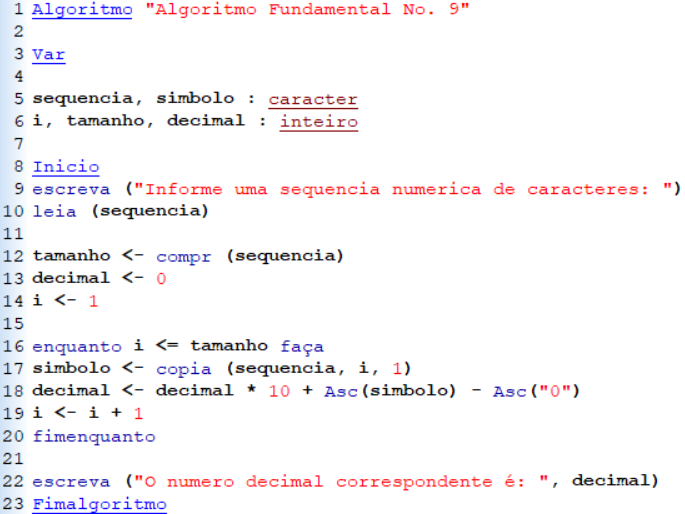 1 Algoritmo "Algoritmo Fundamental No. 9"
2
3 Var
4
5 sequencia, simbolo : caracter
6 i, tamanho, decimal : inteiro
7
8 Inicio
9 escreva ("Informe uma sequencia numerica de caracteres: ")
10 leia (sequencia)
11
12 tamanho <- compr (sequencia)
13 decimal <- 0
14 i <- 1
15
16 enquanto i <= tamanho faça
17 simbolo <- copia (sequencia, i, 1)
18 decimal <- decimal * 10 + Asc(simbolo) - Asc("0")
19 i <- i + 1
20 fimenquanto
21
22 escreva ("O numero decimal correspondente é: ", decimal)
23 Fimalgoritmo